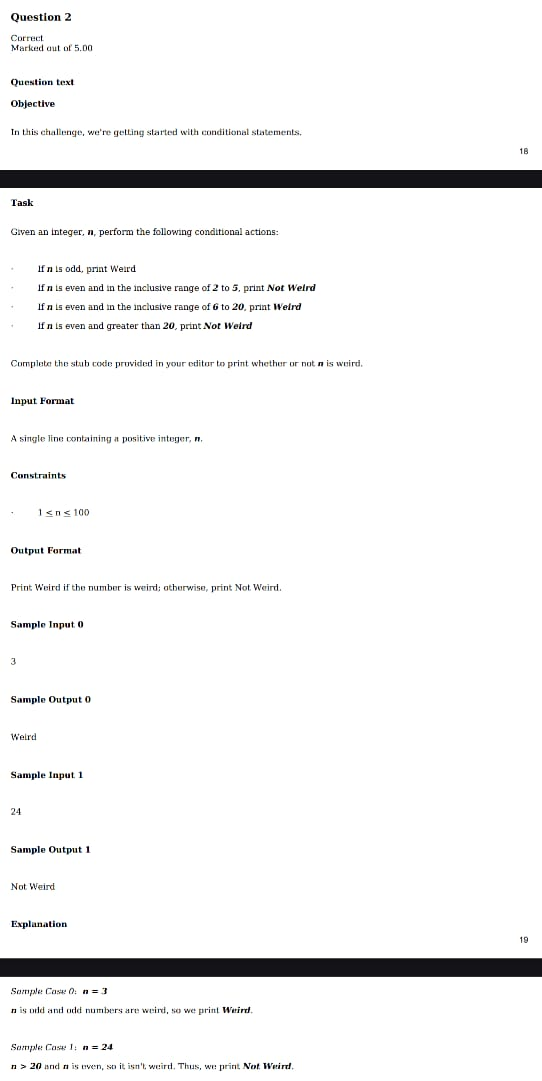 Question 2
Correct
Marked out of 5.00
Question text
Objective
In this challenge, we're getting started with conditional statements.
18
Task
Given an integer, n, perform the following conditional actions:
· If n is odd, print Weird
· If n is even and in the inclusive range of 2 to 5, print Not Weird
· If n is even and in the inclusive range of 6 to 20, print Weird
· If n is even and greater than 20, print Not Weird
Complete the stub code provided in your editor to print whether or not n is weird.
Input Format
A single line containing a positive integer, n.
Constraints
· 1 ≤ n ≤ 100
Output Format
Print Weird if the number is weird; otherwise, print Not Weird.
Sample Input 0
3
Sample Output 0
Weird
Sample Input 1
24
Sample Output 1
Not Weird
Explanation
19
Sample Case 0: n = 3
n is odd and odd numbers are weird, so we print Weird.
Sample Case 1: n = 24
n > 20 and n is even, so it isn't weird. Thus, we print Not Weird.